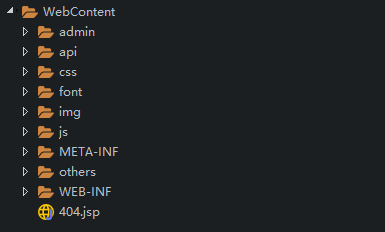 WebContent
admin
api
css
font
img
js
META-INF
others
WEB-INF
404.jsp